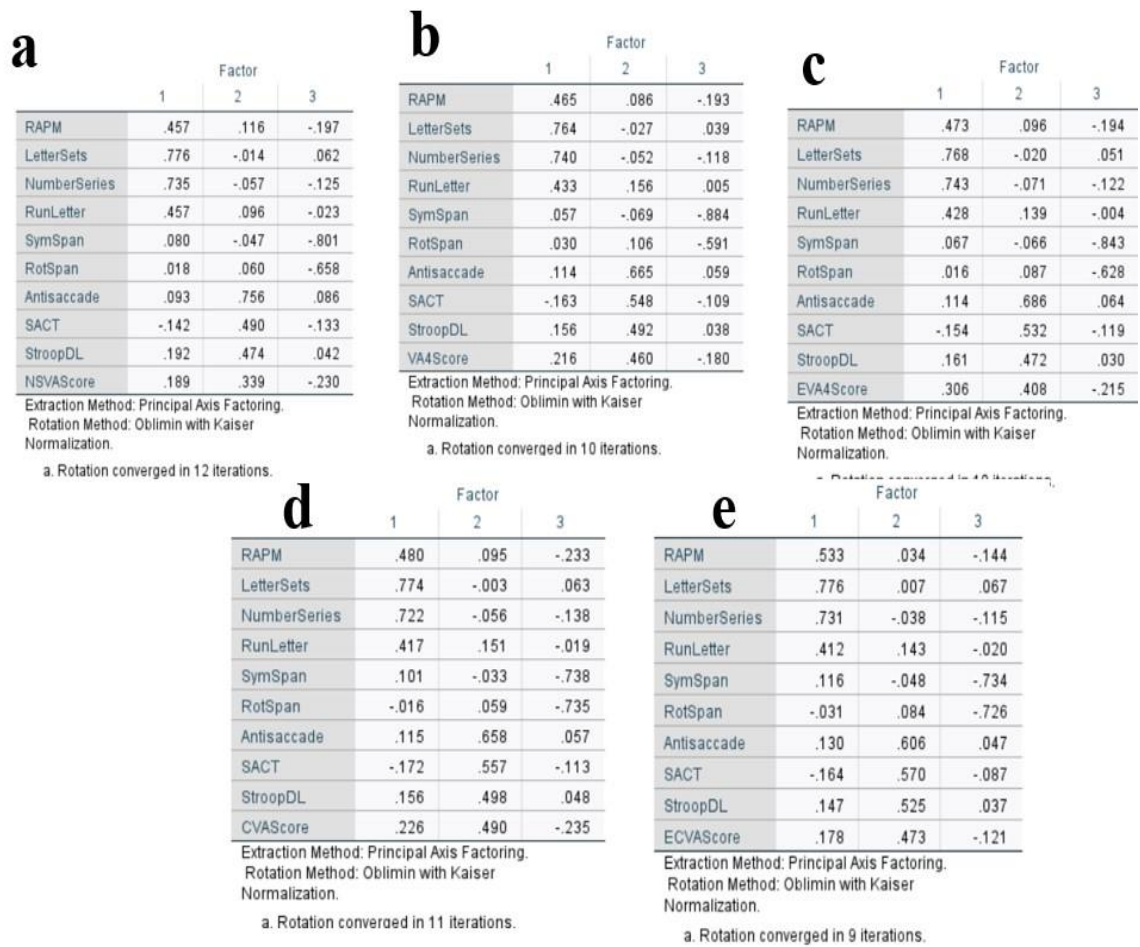 a
Factor
1 2 3
RAPM .457 .116 -.197
LetterSets .776 -.014 .062
NumberSeries .735 -.057 -.125
RunLetter .457 .096 -.023
SymSpan .080 -.047 -.801
RotSpan .018 .060 -.658
Antisaccade .093 .756 .086
SACT -.142 .490 -.133
StroopDL .192 .474 .042
NSVAScore .189 .339 -.230
Extraction Method: Principal Axis Factoring.
Rotation Method: Oblimin with Kaiser
Normalization.
a. Rotation converged in 12 iterations.
b
Factor
1 2 3
RAPM .465 .086 -.193
LetterSets .764 -.027 .039
NumberSeries .740 -.052 -.118
RunLetter .433 .156 .005
SymSpan .057 -.069 -.884
RotSpan .030 .106 -.591
Antisaccade .114 .665 .059
SACT -.163 .548 -.109
StroopDL .156 .492 .038
VA4Score .216 .460 -.180
Extraction Method: Principal Axis Factoring.
Rotation Method: Oblimin with Kaiser
Normalization.
a. Rotation converged in 10 iterations.
c
Factor
1 2 3
RAPM .473 .096 -.194
LetterSets .768 -.020 .051
NumberSeries .743 -.071 -.122
RunLetter .428 .139 -.004
SymSpan .067 -.066 -.843
RotSpan .016 .087 -.628
Antisaccade .114 .686 .064
SACT -.154 .532 -.119
StroopDL .161 .472 .030
EVA4Score .306 .408 -.215
Extraction Method: Principal Axis Factoring.
Rotation Method: Oblimin with Kaiser
Normalization.
a. Rotation converged in iterations.
d
Factor
1 2 3
RAPM .480 .095 -.233
LetterSets .774 -.003 .063
NumberSeries .722 -.056 -.138
RunLetter .417 .151 -.019
SymSpan .101 -.033 -.738
RotSpan -.016 .059 -.735
Antisaccade .115 .658 .057
SACT -.172 .557 -.113
StroopDL .156 .498 .048
CVAScore .226 .490 -.235
Extraction Method: Principal Axis Factoring.
Rotation Method: Oblimin with Kaiser
Normalization.
a. Rotation converged in 11 iterations.
e
Factor
1 2 3
RAPM .533 .034 -.144
LetterSets .776 .007 .067
NumberSeries .731 -.038 -.115
RunLetter .412 .143 -.020
SymSpan .116 -.048 -.734
RotSpan -.031 .084 -.726
Antisaccade .130 .606 .047
SACT -.164 .570 -.087
StroopDL .147 .525 .037
ECVAScore .178 .473 -.121
Extraction Method: Principal Axis Factoring.
Rotation Method: Oblimin with Kaiser
Normalization.
a. Rotation converged in 9 iterations.